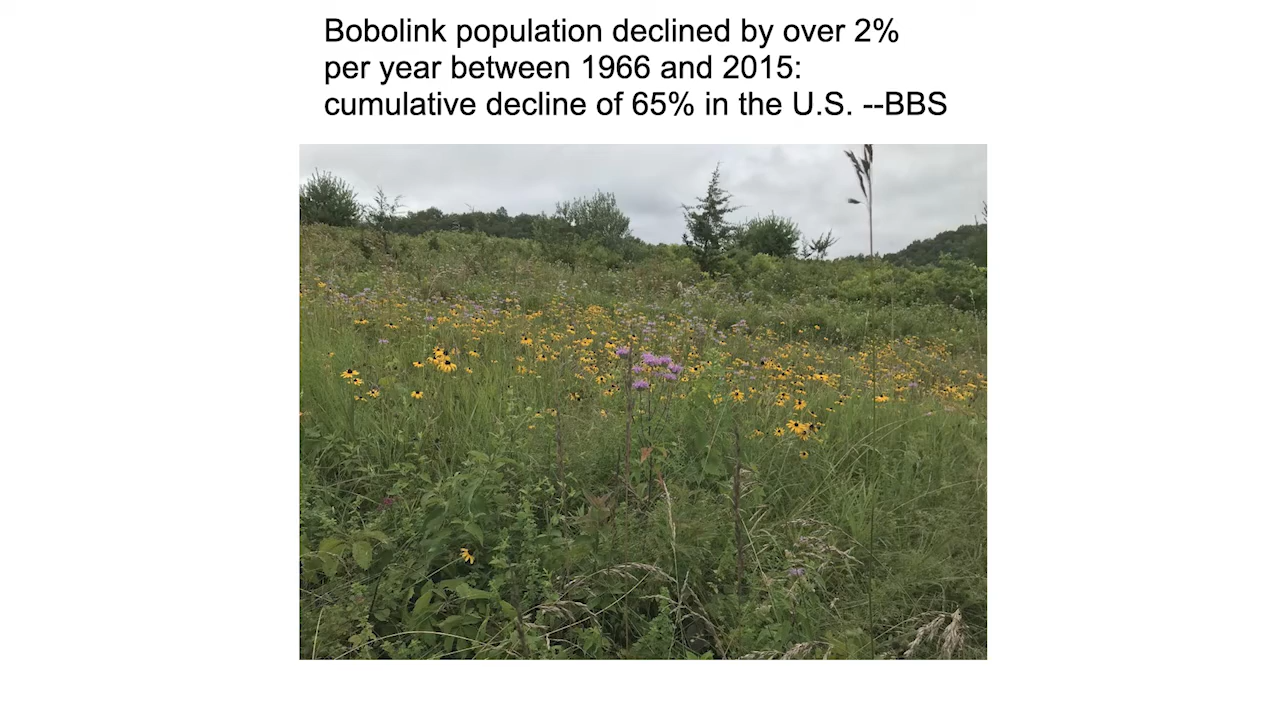 Bobolink population declined by over 2%
per year between 1966 and 2015:
cumulative decline of 65% in the U.S. --BBS